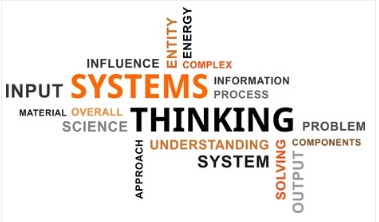 ENTITY
ENERGY
INFLUENCE
COMPLEX
INPUT
SYSTEMS
INFORMATION
PROCESS
MATERIAL
OVERALL
THINKING
SCIENCE
PROBLEM
APPROACH
UNDERSTANDING
SOLVING
COMPONENTS
SYSTEM
OUTPUT